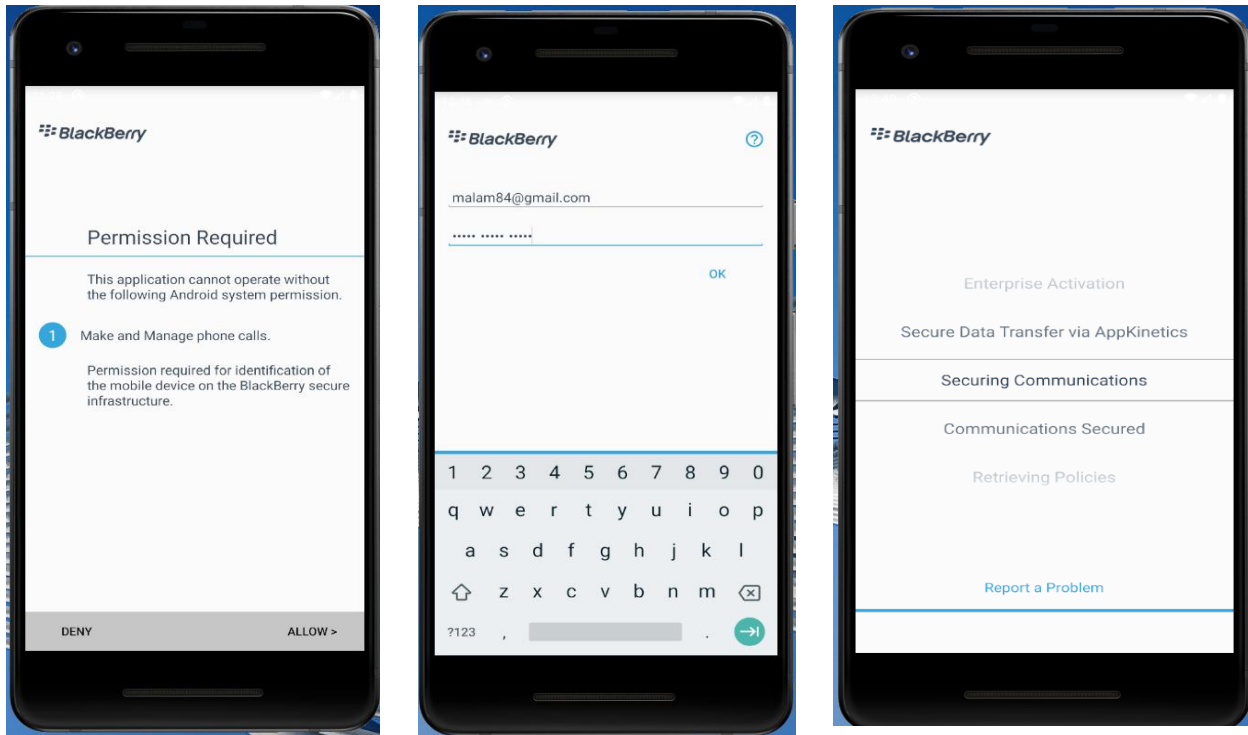 BlackBerry
Permission Required
This application cannot operate without
the following Android system permission.
1 Make and Manage phone calls.
Permission required for identification of
the mobile device on the BlackBerry secure
infrastructure.
DENY ALLOW >
BlackBerry ?
malam84@gmail.com
••••• ••••• •••••
OK
1 2 3 4 5 6 7 8 9 0
q w e r t y u i o p
a s d f g h j k l
z x c v b n m
?123 , .
BlackBerry
Enterprise Activation
Secure Data Transfer via AppKinetics
Securing Communications
Communications Secured
Retrieving Policies
Report a Problem